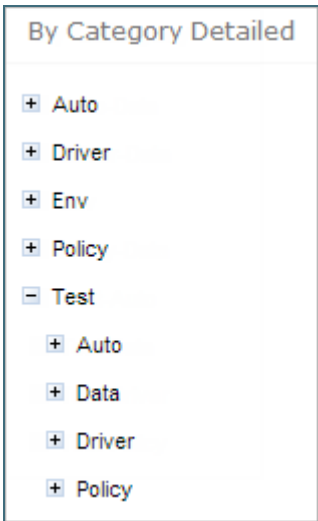 By Category Detailed
Auto
Driver
Env
Policy
Test
Auto
Data
Driver
Policy